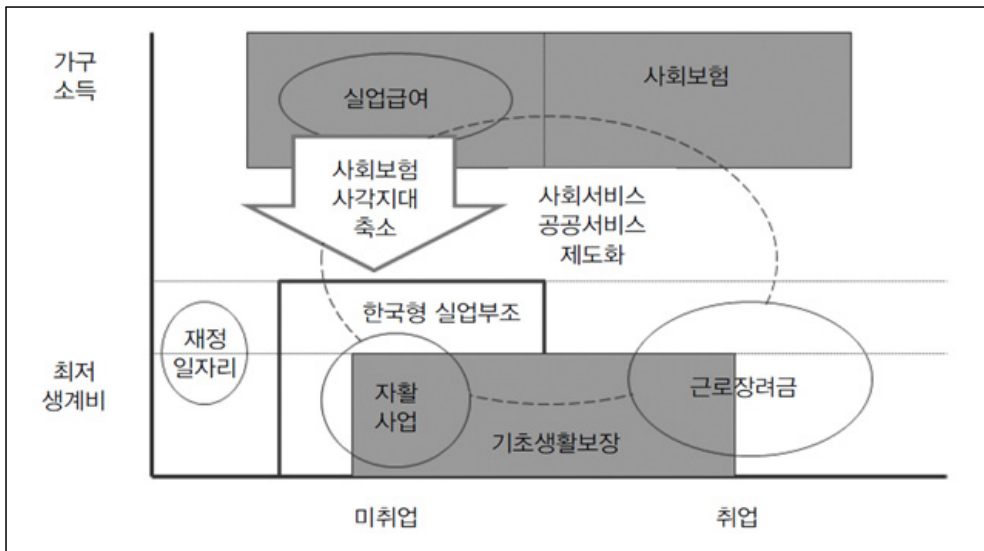 가구
소득
실업급여
사회보험
사회보험
사각지대
축소
사회서비스
공공서비스
제도화
한국형 실업부조
재정
일자리
최저
생계비
자활
사업
근로장려금
기초생활보장
미취업
취업